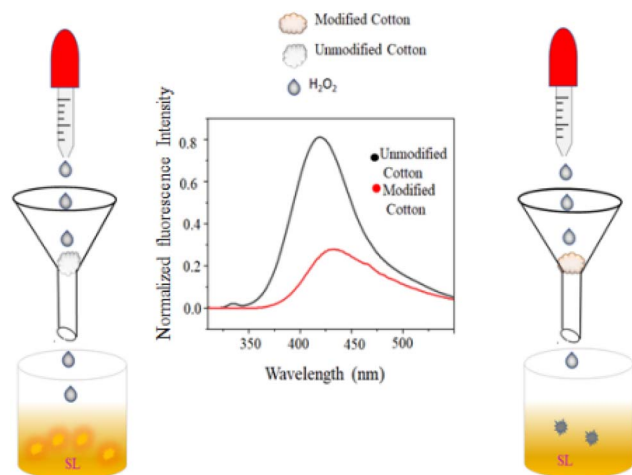 Modified Cotton
Unmodified Cotton
H₂O₂
Normalized fluorescence Intensity
0.8
0.6
0.4
0.2
0.0
Unmodified
Cotton
Modified
Cotton
350
400
450
500
Wavelength (nm)
SL
SL